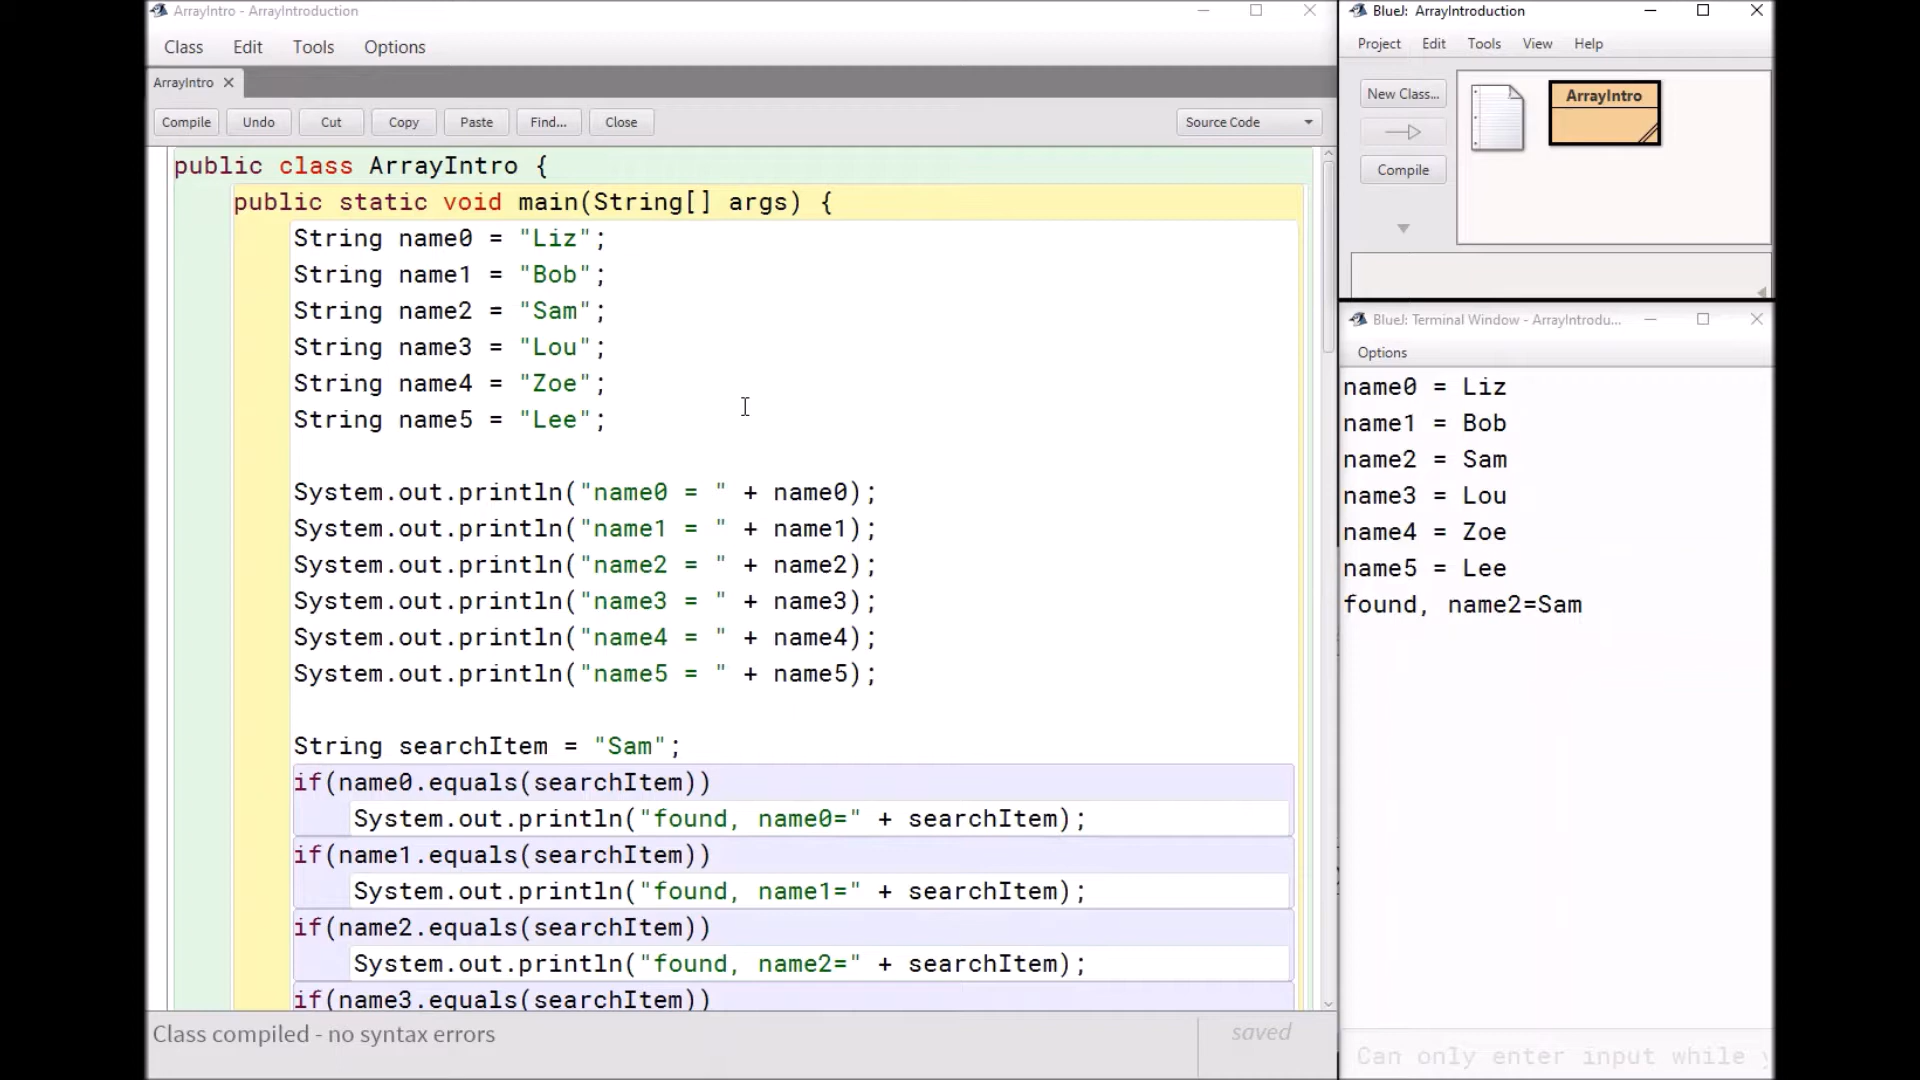 ArrayIntro - ArrayIntroduction
Class Edit Tools Options
ArrayIntro
Compile Undo Cut Copy Paste Find... Close Source Code
public class ArrayIntro {
public static void main(String[] args) {
String name0 = "Liz";
String name1 = "Bob";
String name2 = "Sam";
String name3 = "Lou";
String name4 = "Zoe";
String name5 = "Lee";
System.out.println("name0 = " + name0);
System.out.println("name1 = " + name1);
System.out.println("name2 = " + name2);
System.out.println("name3 = " + name3);
System.out.println("name4 = " + name4);
System.out.println("name5 = " + name5);
String searchItem = "Sam";
if(name0.equals(searchItem))
System.out.println("found, name0=" + searchItem);
if(name1.equals(searchItem))
System.out.println("found, name1=" + searchItem);
if(name2.equals(searchItem))
System.out.println("found, name2=" + searchItem);
if(name3.equals(searchItem))
Class compiled - no syntax errors
saved
BlueJ: ArrayIntroduction
Project Edit Tools View Help
New Class...
Compile
ArrayIntro
BlueJ: Terminal Window - ArrayIntrodu...
Options
name0 = Liz
name1 = Bob
name2 = Sam
name3 = Lou
name4 = Zoe
name5 = Lee
found, name2=Sam
Can only enter input while